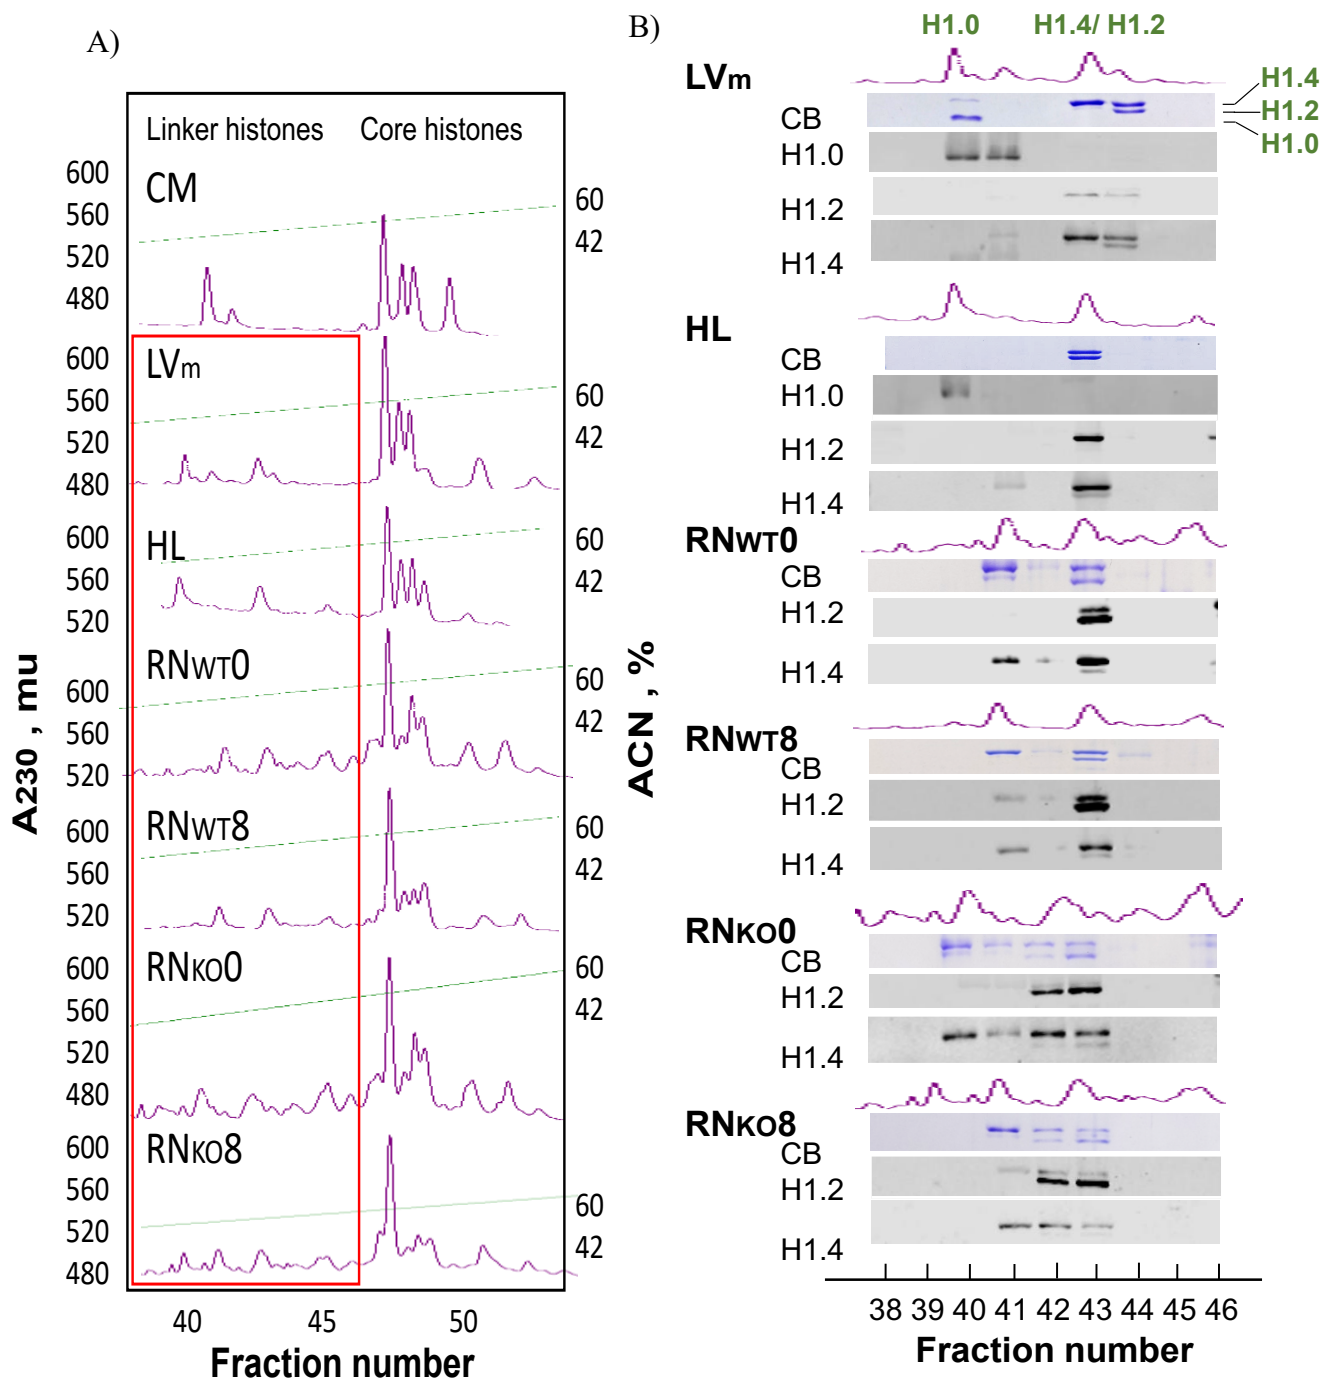 A)
Linker histones Core histones
CM
600
560
520
480
60
42
LVm
600
560
520
480
60
42
HL
600
560
520
60
42
RNWT0
600
560
520
60
42
RNWT8
600
560
520
60
42
RNKO0
600
560
520
480
60
42
RNKO8
600
560
520
480
60
42
A230 , mu
ACN , %
40 45 50
Fraction number
B)
H1.0 H1.4/ H1.2
LVm
H1.4
H1.2
H1.0
CB
H1.0
H1.2
H1.4
HL
CB
H1.0
H1.2
H1.4
RNWT0
CB
H1.2
H1.4
RNWT8
CB
H1.2
H1.4
RNKO0
CB
H1.2
H1.4
RNKO8
CB
H1.2
H1.4
38 39 40 41 42 43 44 45 46
Fraction number